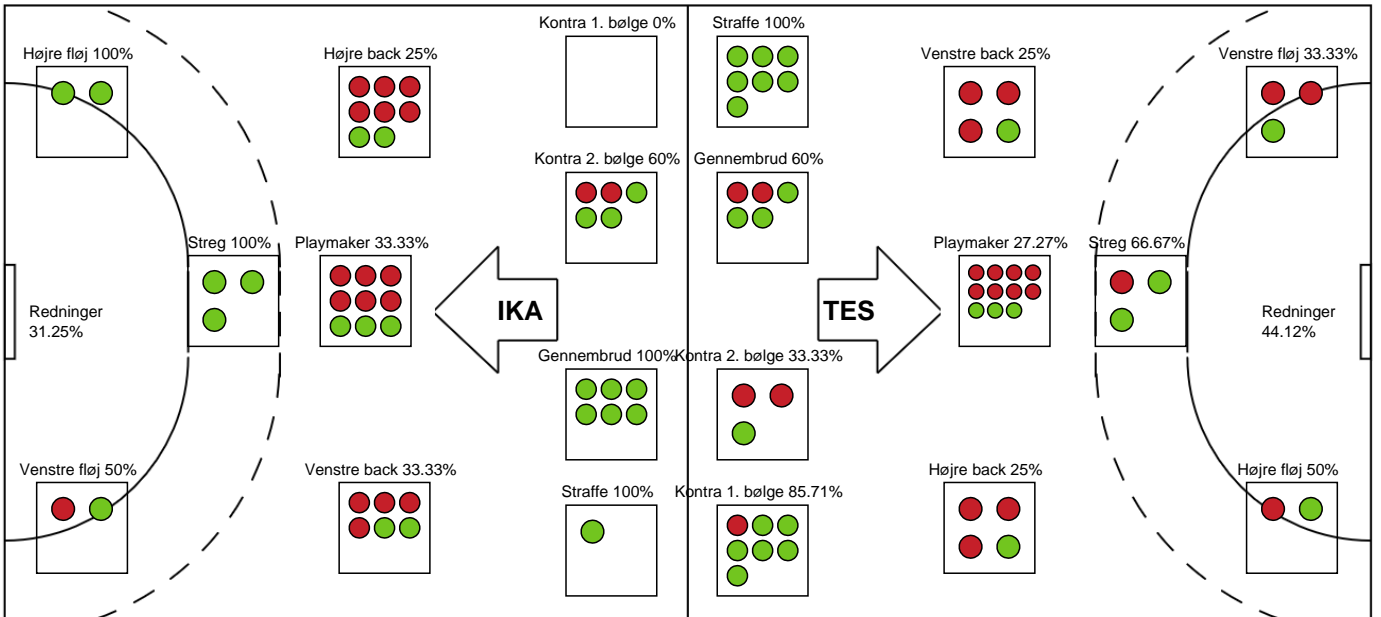 Kontra 1. bølge 0%
Straffe 100%
Højre fløj 100%
Højre back 25%
Venstre back 25%
Venstre fløj 33.33%
Kontra 2. bølge 60%
Gennembrud 60%
Streg 100%
Playmaker 33.33%
Playmaker 27.27%
Streg 66.67%
Redninger
31.25%
IKA
TES
Redninger
44.12%
Gennembrud 100%
Kontra 2. bølge 33.33%
Venstre fløj 50%
Venstre back 33.33%
Højre back 25%
Højre fløj 50%
Straffe 100%
Kontra 1. bølge 85.71%